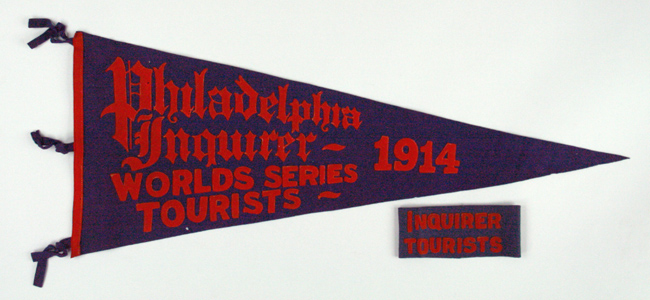 Philadelphia
Inquirer ~
WORLDS SERIES
TOURISTS ~
1914
INQUIRER
TOURISTS